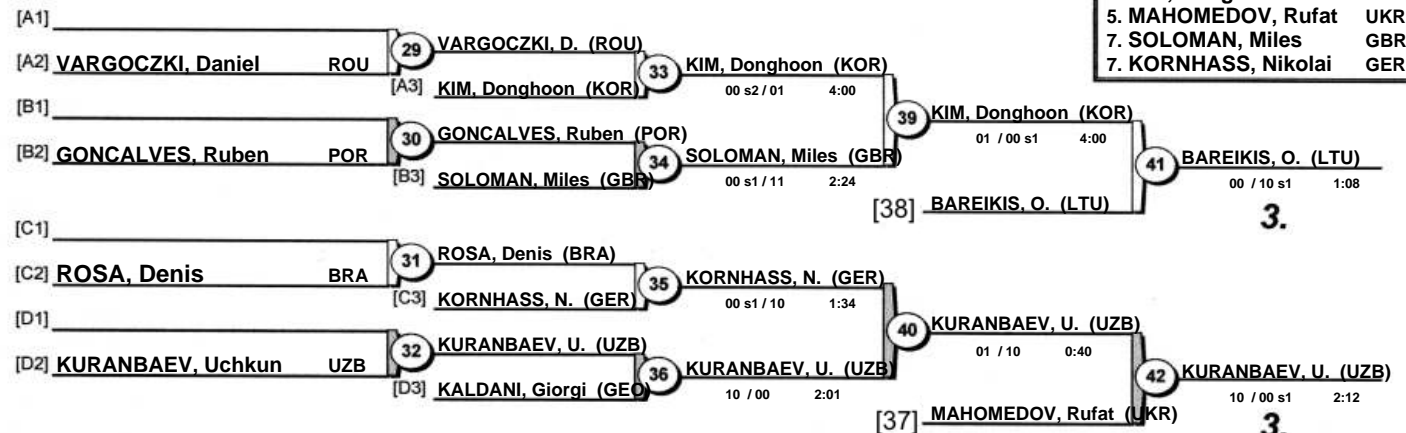 [A1]
[A2] VARGOCZKI, Daniel ROU
29
VARGOCZKI, D. (ROU)
[A3] KIM, Donghoon (KOR)
33
KIM, Donghoon (KOR)
00 s2 / 01 4:00
[B1]
[B2] GONCALVES, Ruben POR
30
GONCALVES, Ruben (POR)
[B3] SOLOMAN, Miles (GBR)
34
SOLOMAN, Miles (GBR)
00 s1 / 11 2:24
39
KIM, Donghoon (KOR)
01 / 00 s1 4:00
[38] BAREIKIS, O. (LTU)
41
BAREIKIS, O. (LTU)
00 / 10 s1 1:08
3.
[C1]
[C2] ROSA, Denis BRA
31
ROSA, Denis (BRA)
[C3] KORNHASS, N. (GER)
35
KORNHASS, N. (GER)
00 s1 / 10 1:34
[D1]
[D2] KURANBAEV, Uchkun UZB
32
KURANBAEV, U. (UZB)
[D3] KALDANI, Giorgi (GEO)
36
KURANBAEV, U. (UZB)
10 / 00 2:01
40
KURANBAEV, U. (UZB)
01 / 10 0:40
[37] MAHOMEDOV, Rufat (UKR)
42
KURANBAEV, U. (UZB)
10 / 00 s1 2:12
3.
5. MAHOMEDOV, Rufat UKR
7. SOLOMAN, Miles GBR
7. KORNHASS, Nikolai GER